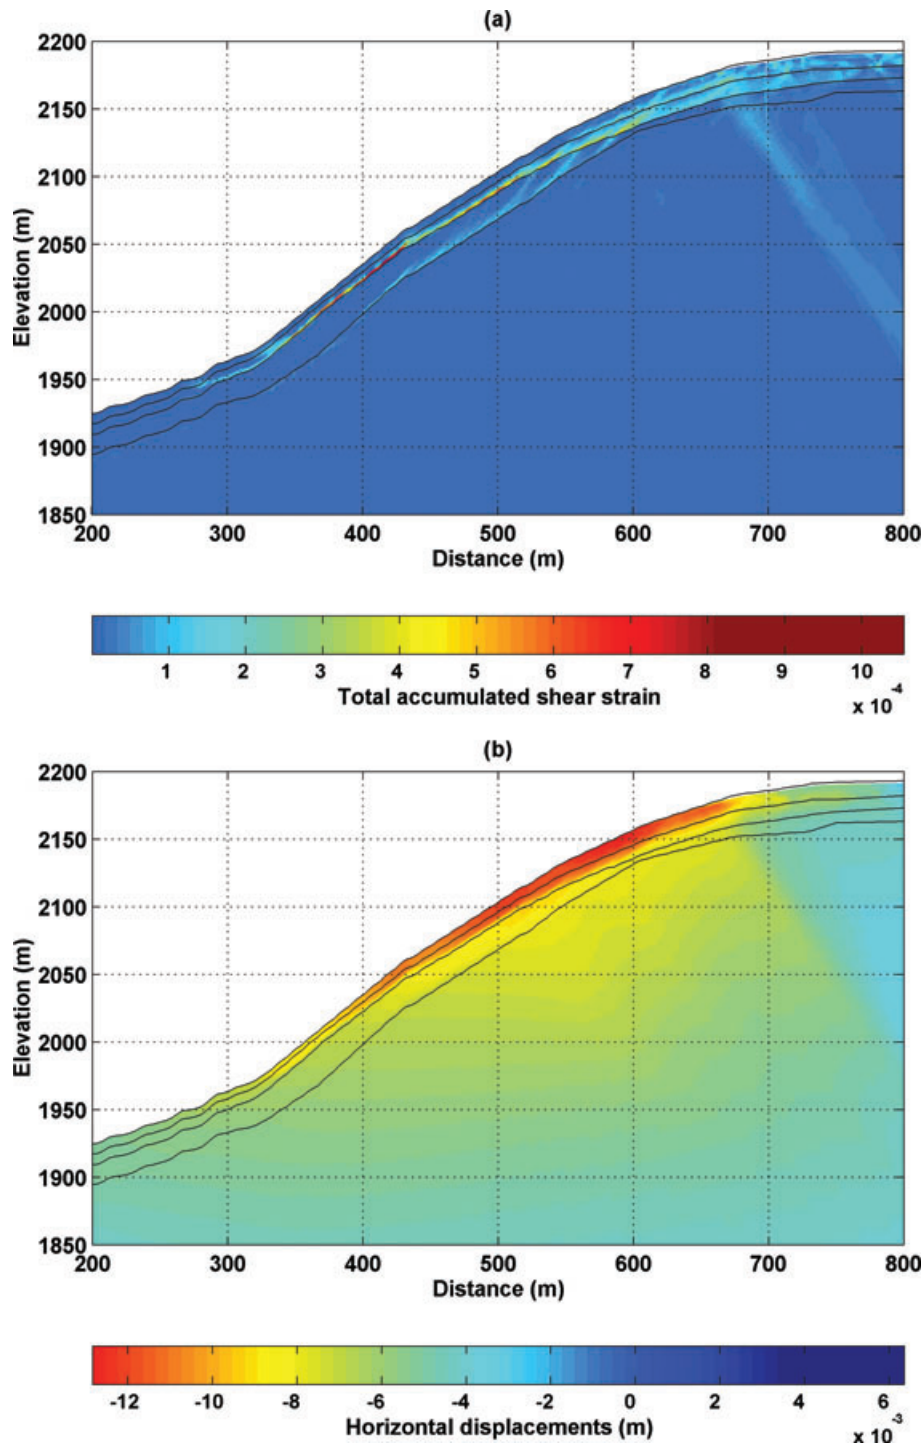 (a)
2200
2150
2100
2050
2000
1950
1900
1850
Elevation (m)
200 300 400 500 600 700 800
Distance (m)
1 2 3 4 5 6 7 8 9 10
Total accumulated shear strain
x 10⁻⁴
(b)
2200
2150
2100
2050
2000
1950
1900
1850
Elevation (m)
200 300 400 500 600 700 800
Distance (m)
-12 -10 -8 -6 -4 -2 0 2 4 6
Horizontal displacements (m)
x 10⁻³